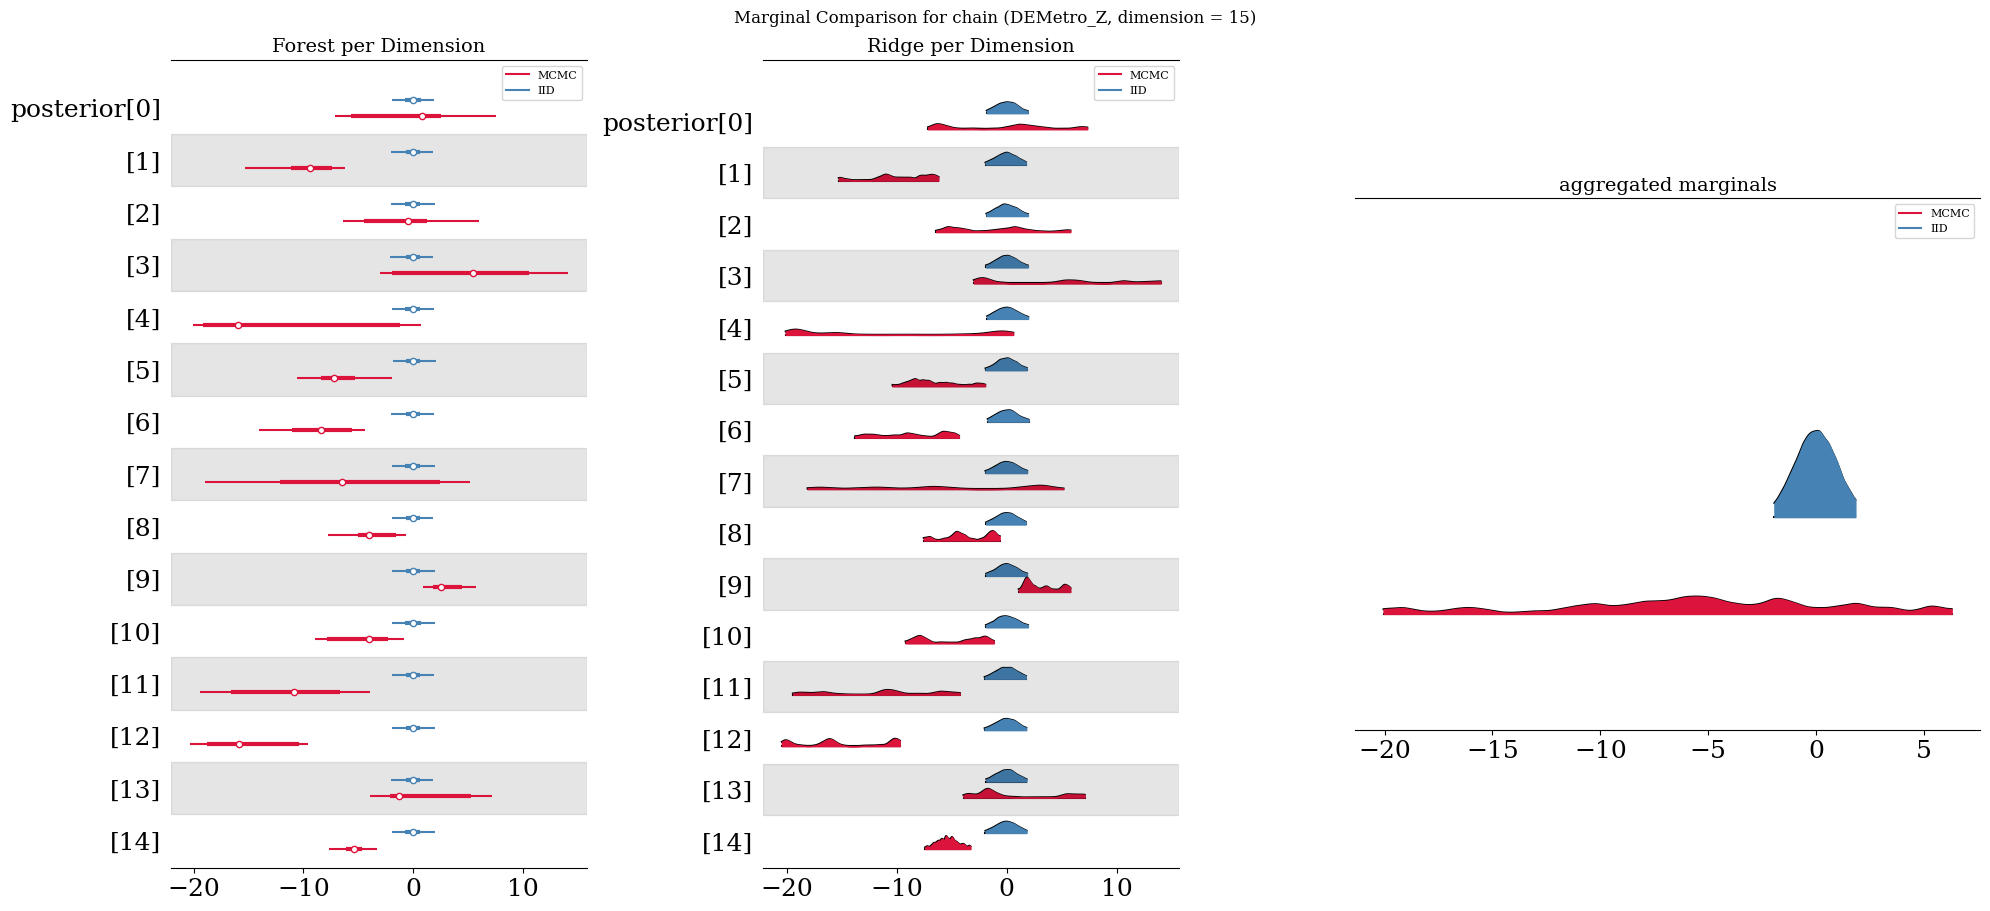 Marginal Comparison for chain (DEMetro_Z, dimension = 15)
Forest per Dimension
MCMC
IID
posterior[0]
[1]
[2]
[3]
[4]
[5]
[6]
[7]
[8]
[9]
[10]
[11]
[12]
[13]
[14]
−20 −10 0 10
Ridge per Dimension
MCMC
IID
posterior[0]
[1]
[2]
[3]
[4]
[5]
[6]
[7]
[8]
[9]
[10]
[11]
[12]
[13]
[14]
−20 −10 0 10
aggregated marginals
MCMC
IID
−20 −15 −10 −5 0 5